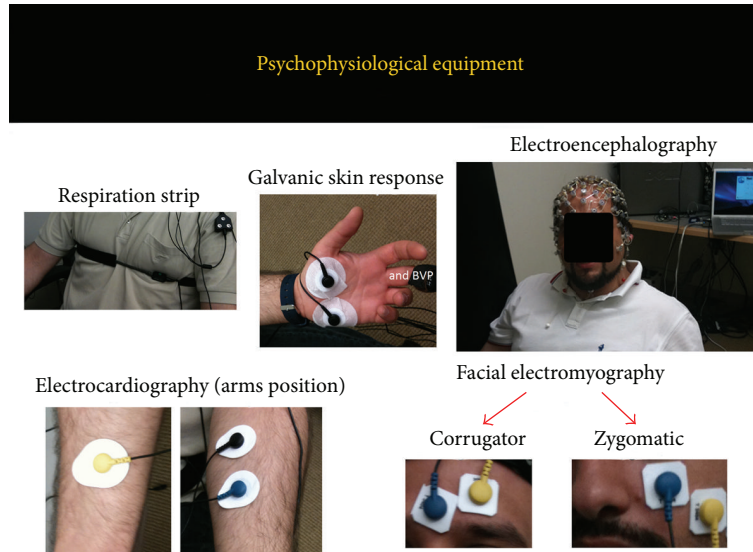 Psychophysiological equipment
Electroencephalography
Galvanic skin response
Respiration strip
and BVP
Electrocardiography (arms position)
Facial electromyography
Corrugator
Zygomatic